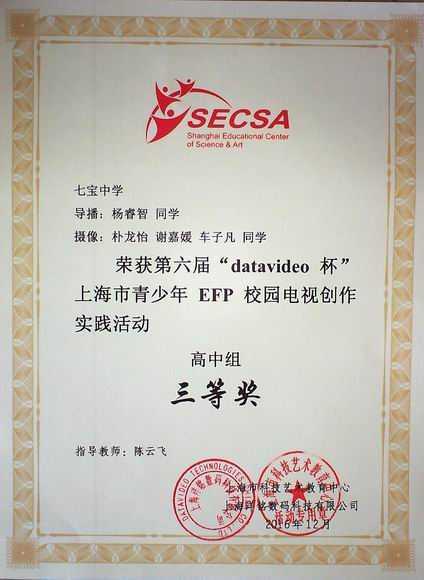 SECSA
Shanghai Educational Center
of Science & Art
七宝中学
导播：杨睿智 同学
摄像：朴龙怡 谢嘉媛 车子凡 同学
荣获第六届“datavideo 杯”
上海市青少年 EFP 校园电视创作
实践活动
高中组
三等奖
指导教师：陈云飞
上海市科技艺术教育中心
上海祥铭数码科技有限公司
2016年12月